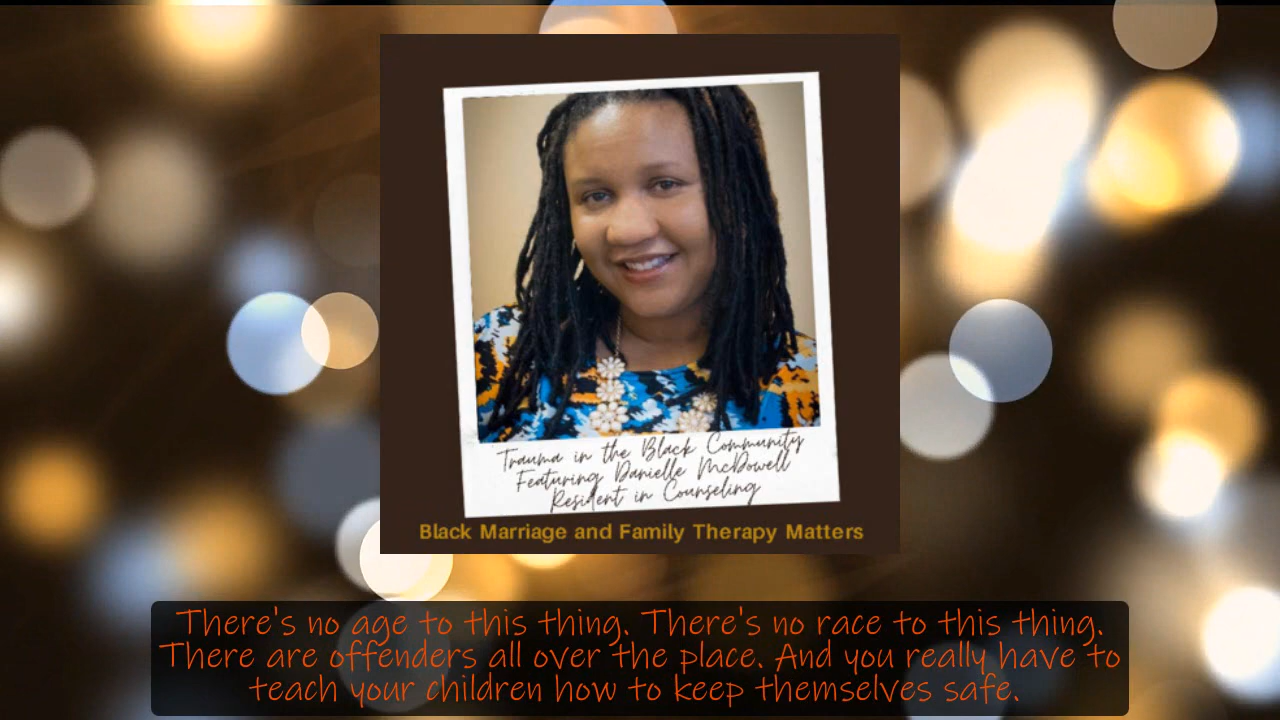 Trauma in the Black Community
Featuring Danielle McDowell
Resident in Counseling
Black Marriage and Family Therapy Matters
There's no age to this thing. There's no race to this thing.
There are offenders all over the place. And you really have to
teach your children how to keep themselves safe.